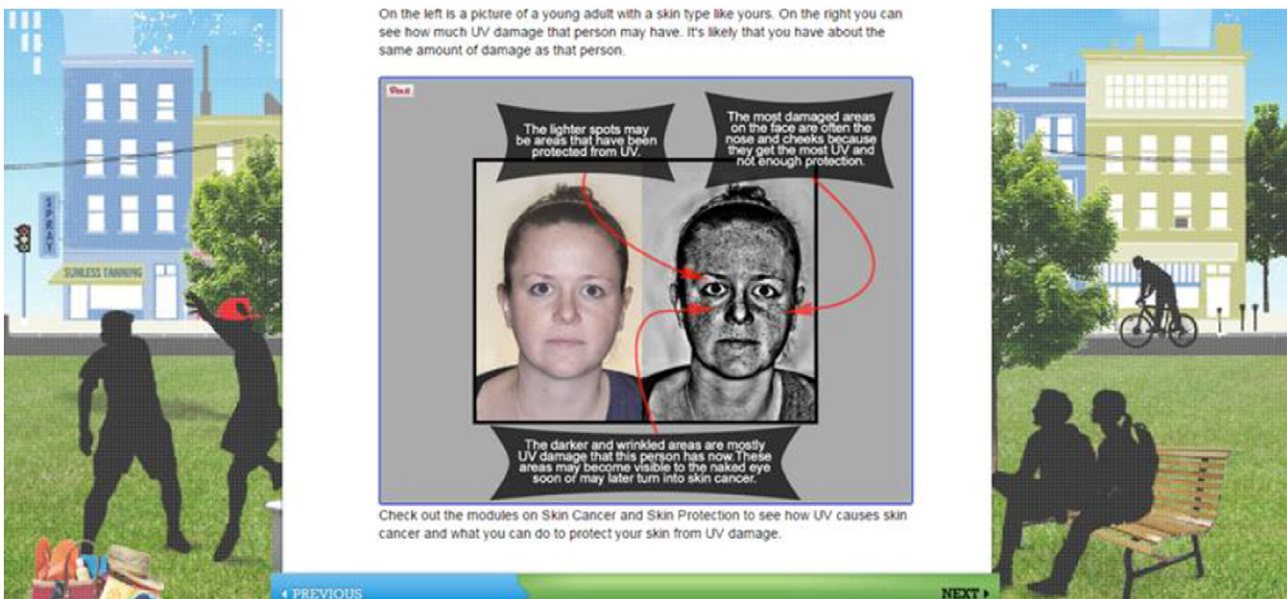 On the left is a picture of a young adult with a skin type like yours. On the right you can
see how much UV damage that person may have. It's likely that you have about the
same amount of damage as that person.
Pin it
The lighter spots may
be areas that have been
protected from UV.
The most damaged areas
on the face are often the
nose and cheeks because
they get the most UV and
not enough protection.
SPRAY
SUNLESS TANNING
The darker and wrinkled areas are mostly
UV damage that this person has now.These
areas may become visible to the naked eye
soon or may later turn into skin cancer.
Check out the modules on Skin Cancer and Skin Protection to see how UV causes skin
cancer and what you can do to protect your skin from UV damage.
PREVIOUS
NEXT